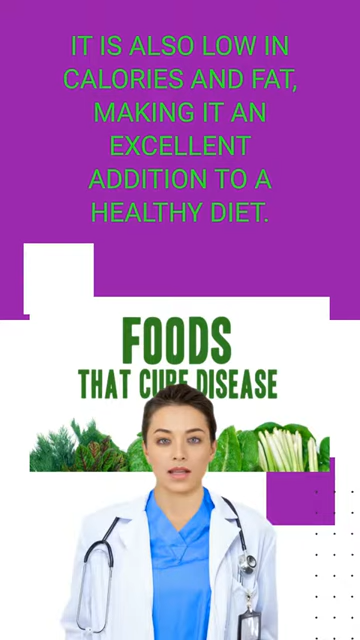 IT IS ALSO LOW IN
CALORIES AND FAT,
MAKING IT AN
EXCELLENT
ADDITION TO A
HEALTHY DIET.
FOODS
THAT CURE DISEASE